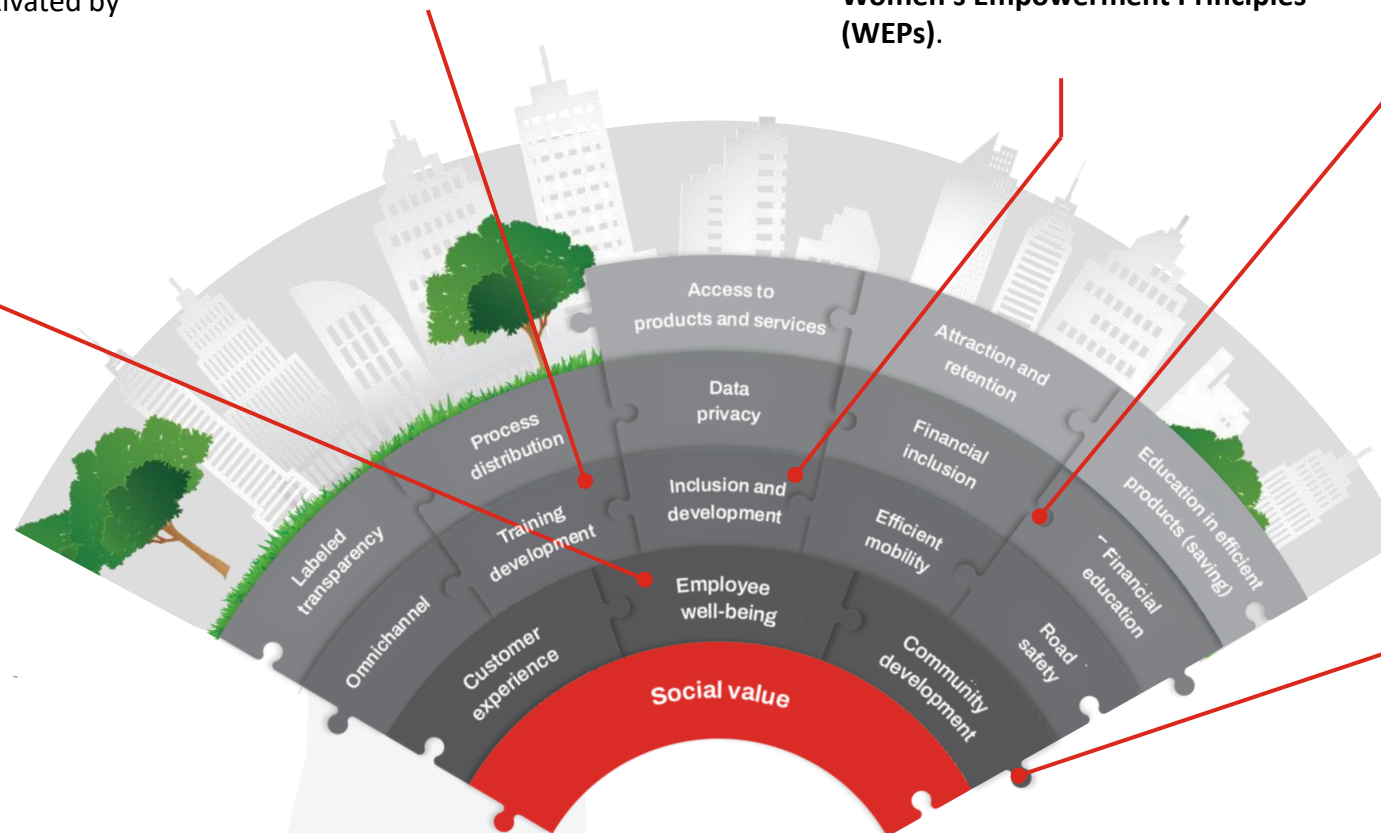 tivated by
Women's Empowerment Principles
(WEPs).
Access to
products and services
Attraction and
retention
Education in efficient
products (saving)
Process
distribution
Data
privacy
Financial
inclusion
Financial
education
Labeled
transparency
Training
development
Inclusion and
development
Efficient
mobility
Road
safety
Omnichannel
Customer
experience
Employee
well-being
Community
development
Social value